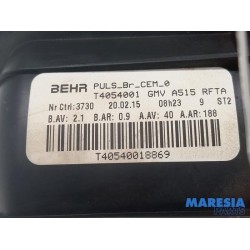 BEHR PULS_Br_CEM_0
T4054001 GMV A515 RFTA
Nr Ctrl:3730 20.02.15 08h23 9 ST2
B.AV: 2.1 B.AR: 0.9 A.AV: 40 A.AR:188
T40540018869
MARESIA